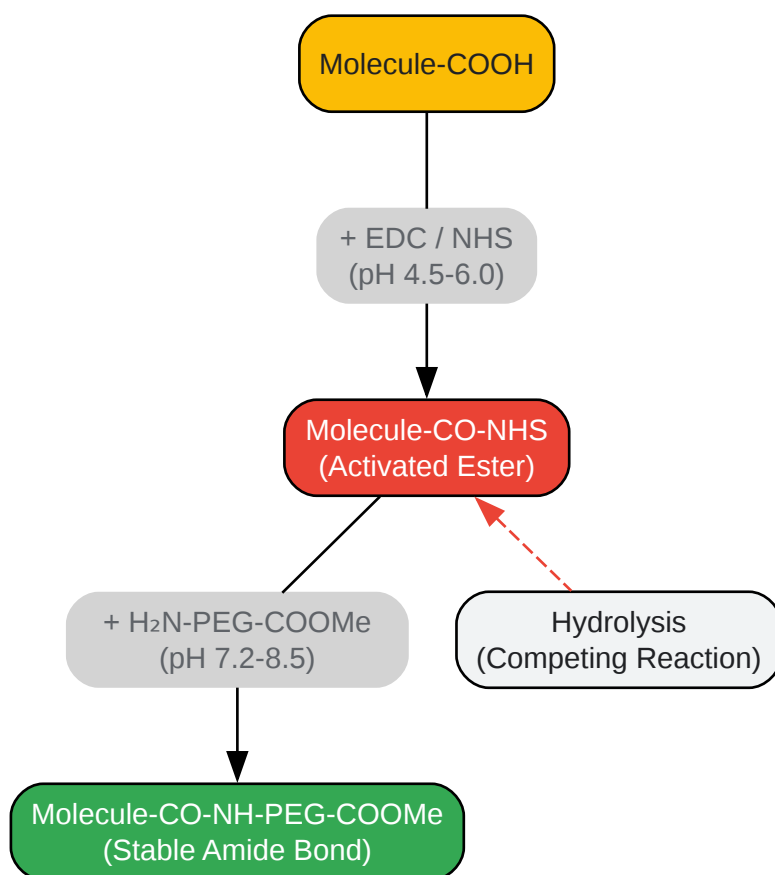 Molecule-COOH
+ EDC / NHS
(pH 4.5-6.0)
Molecule-CO-NHS
(Activated Ester)
+ H₂N-PEG-COOMe
(pH 7.2-8.5)
Hydrolysis
(Competing Reaction)
Molecule-CO-NH-PEG-COOMe
(Stable Amide Bond)